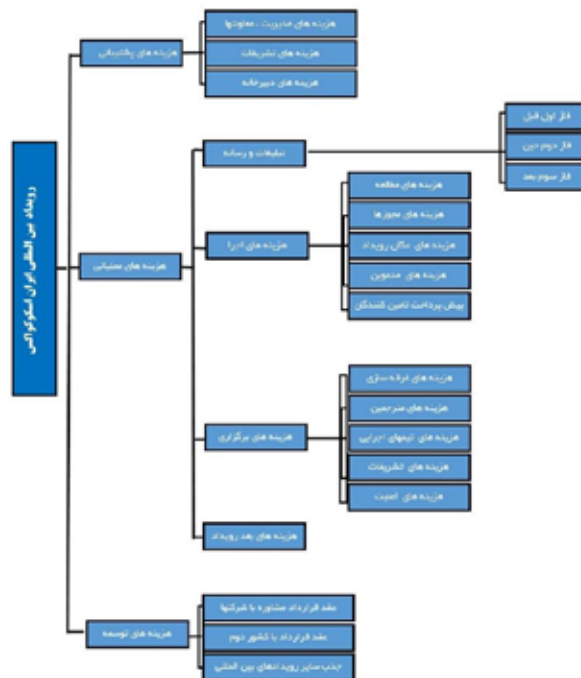 رویداد بین المللی ایران اسکوکواکس
هزینه های پشتیبانی
هزینه های مدیریت ، معاونتها
هزینه های تشریفات
هزینه های دبیرخانه
هزینه های عملیاتی
تبلیغات و رسانه
فاز اول قبل
فاز دوم حین
فاز سوم بعد
هزینه های اجرا
هزینه های مطالعه
هزینه های مجوزها
هزینه های مکان رویداد
هزینه های مدعوین
پیش پرداخت تامین کنندگان
هزینه های برگزاری
هزینه های غرفه سازی
هزینه های مترجمین
هزینه های تیمهای اجرایی
هزینه های تشریفات
هزینه های امنیت
هزینه های بعد رویداد
هزینه های توسعه
عقد قرارداد مشاوره با شرکتها
عقد قرارداد با کشور دوم
جذب سایر رویدادهای بین المللی